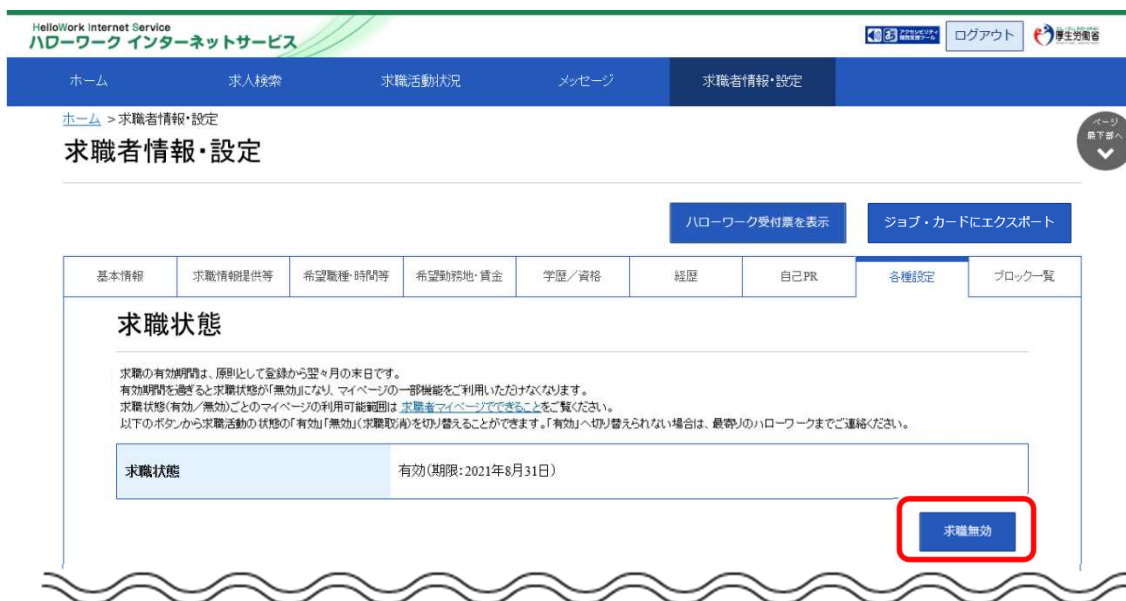 HelloWork Internet Service
ハローワーク インターネットサービス
ログアウト
厚生労働省
ホーム
求人検索
求職活動状況
メッセージ
求職者情報・設定
ホーム > 求職者情報・設定
ページ
最下部へ
求職者情報・設定
ハローワーク受付票を表示
ジョブ・カードにエクスポート
基本情報
求職情報提供等
希望職種・時間等
希望勤務地・賃金
学歴／資格
経歴
自己PR
各種設定
ブロック一覧
求職状態
求職の有効期間は、原則として登録から翌々月の末日です。
有効期間を過ぎると求職状態が「無効」になり、マイページの一部機能をご利用いただけなくなります。
求職状態(有効／無効)ごとのマイページの利用可能範囲は 求職者マイページでできることをご覧ください。
以下のボタンから求職活動の状態の「有効」「無効」(求職取消)を切り替えることができます。「有効」へ切り替えられない場合は、最寄りのハローワークまでご連絡ください。
求職状態
有効(期限：2021年8月31日)
求職無効